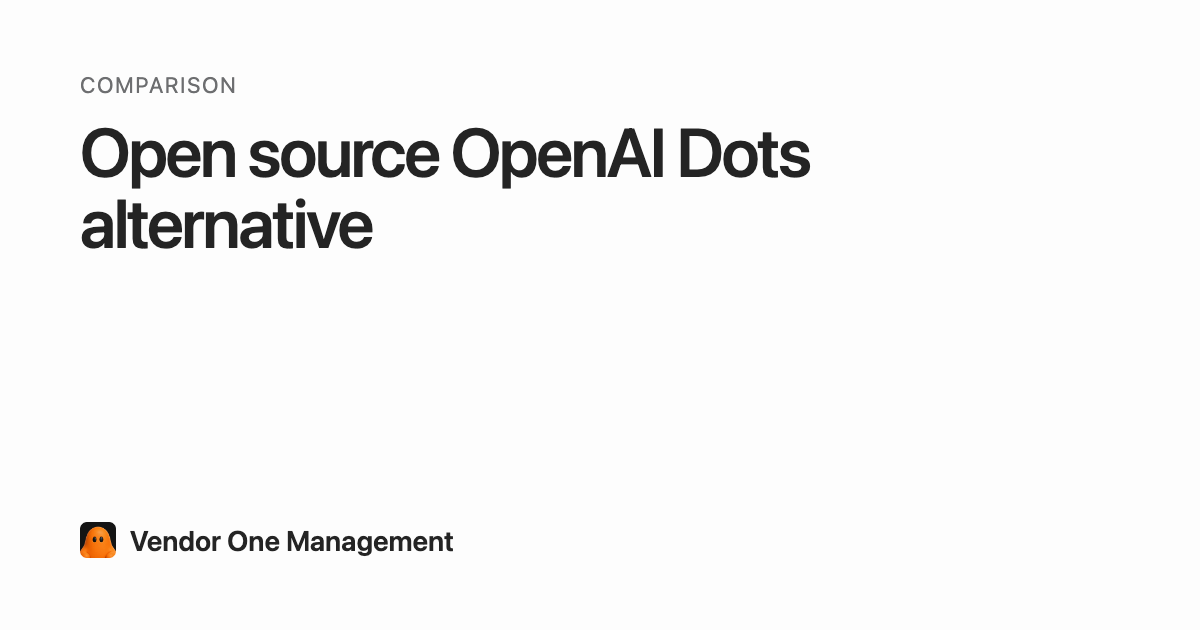 COMPARISON
Open source OpenAI Dots
alternative
Vendor One Management